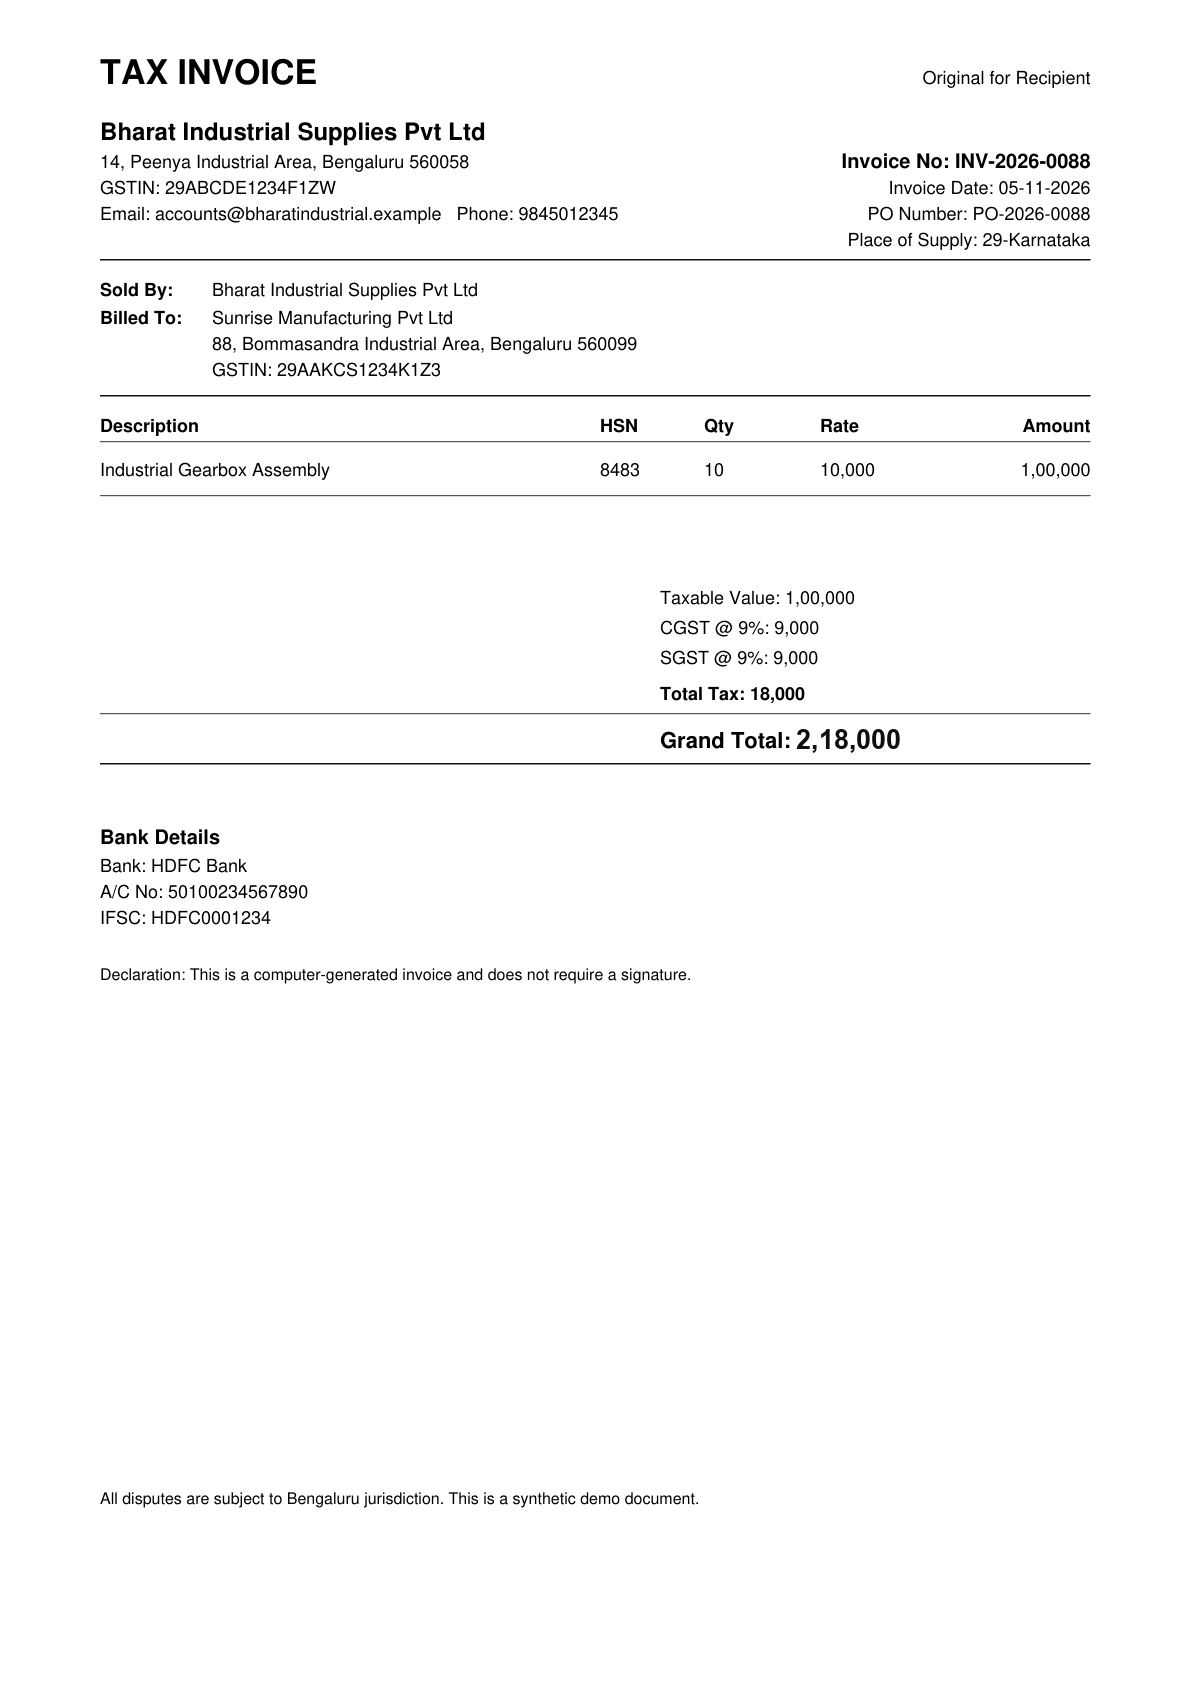 TAX INVOICE
Original for Recipient
Bharat Industrial Supplies Pvt Ltd
14, Peenya Industrial Area, Bengaluru 560058
GSTIN: 29ABCDE1234F1ZW
Email: accounts@bharatindustrial.example Phone: 9845012345
Invoice No: INV-2026-0088
Invoice Date: 05-11-2026
PO Number: PO-2026-0088
Place of Supply: 29-Karnataka
Sold By: Bharat Industrial Supplies Pvt Ltd
Billed To: Sunrise Manufacturing Pvt Ltd
88, Bommasandra Industrial Area, Bengaluru 560099
GSTIN: 29AAKCS1234K1Z3
Description HSN Qty Rate Amount
Industrial Gearbox Assembly 8483 10 10,000 1,00,000
Taxable Value: 1,00,000
CGST @ 9%: 9,000
SGST @ 9%: 9,000
Total Tax: 18,000
Grand Total: 2,18,000
Bank Details
Bank: HDFC Bank
A/C No: 50100234567890
IFSC: HDFC0001234
Declaration: This is a computer-generated invoice and does not require a signature.
All disputes are subject to Bengaluru jurisdiction. This is a synthetic demo document.